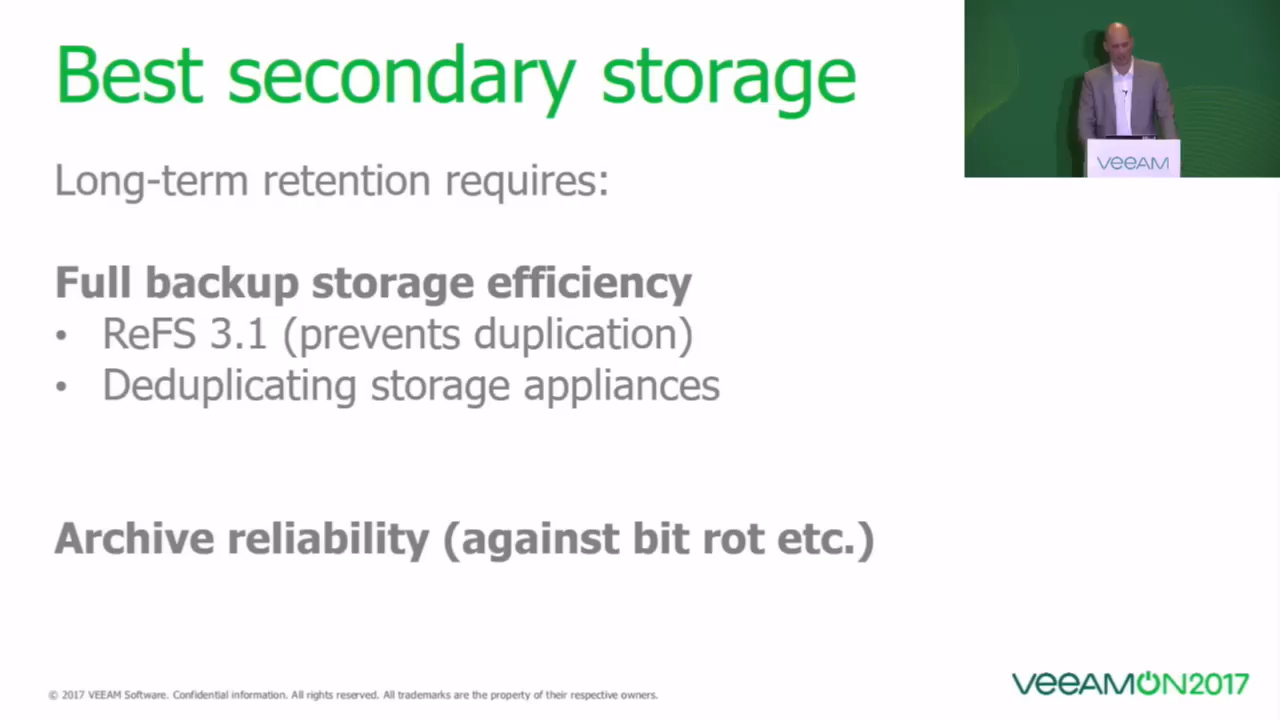 Best secondary storage
VEEAM
Long-term retention requires:
Full backup storage efficiency
• ReFS 3.1 (prevents duplication)
• Deduplicating storage appliances
Archive reliability (against bit rot etc.)
© 2017 VEEAM Software. Confidential information. All rights reserved. All trademarks are the property of their respective owners.
VEEAMON2017